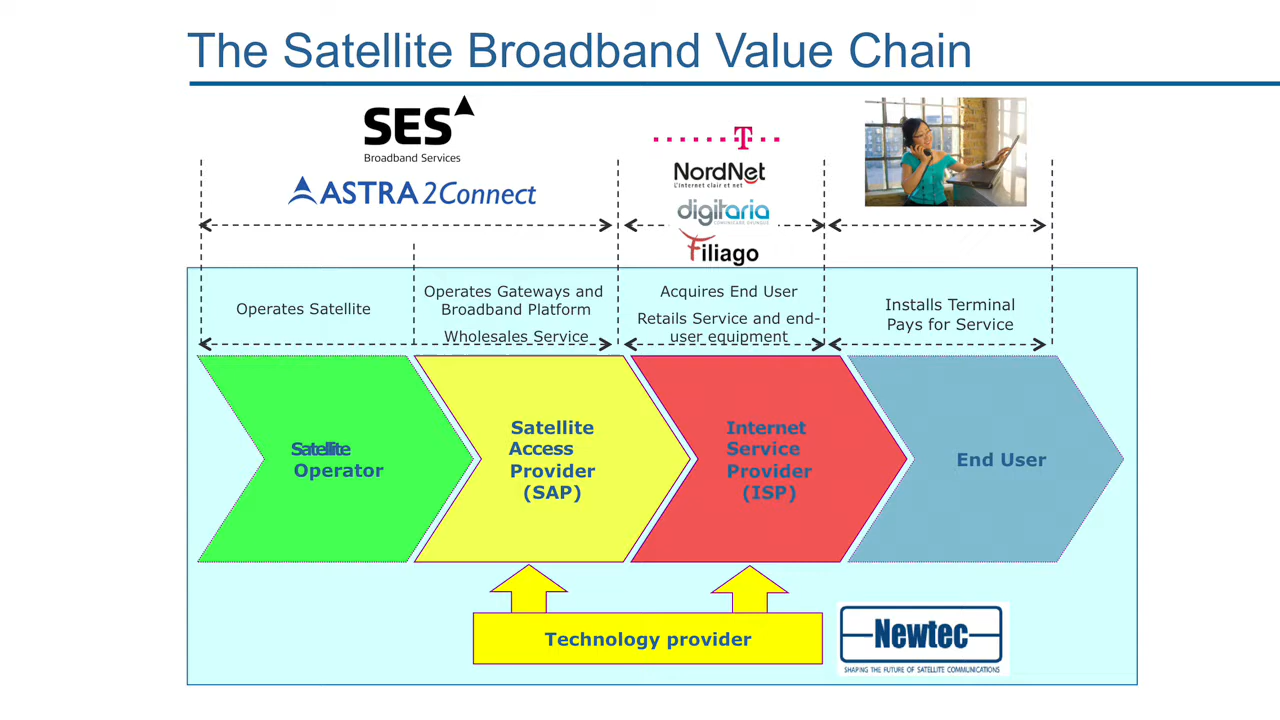 The Satellite Broadband Value Chain
SES
Broadband Services
ASTRA 2Connect
T
NordNet
L'Internet clair et net
digitaria
Filiago
Operates Satellite
Operates Gateways and
Broadband Platform
Wholesales Service
Acquires End User
Retails Service and end-
user equipment
Installs Terminal
Pays for Service
Satellite
Operator
Satellite
Access
Provider
(SAP)
Internet
Service
Provider
(ISP)
End User
Technology provider
Newtec
SHAPING THE FUTURE OF SATELLITE COMMUNICATIONS